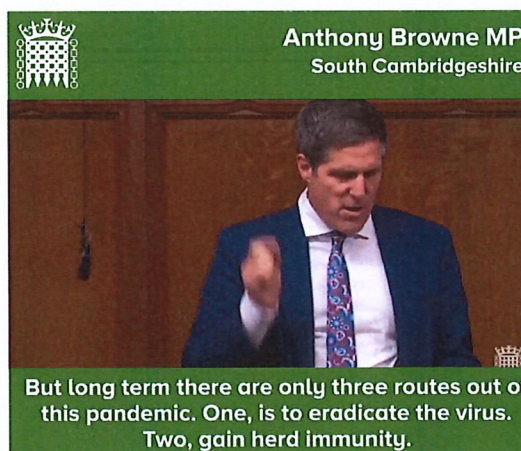 Anthony Browne MP
South Cambridgeshire
But long term there are only three routes out o
this pandemic. One, is to eradicate the virus.
Two, gain herd immunity.